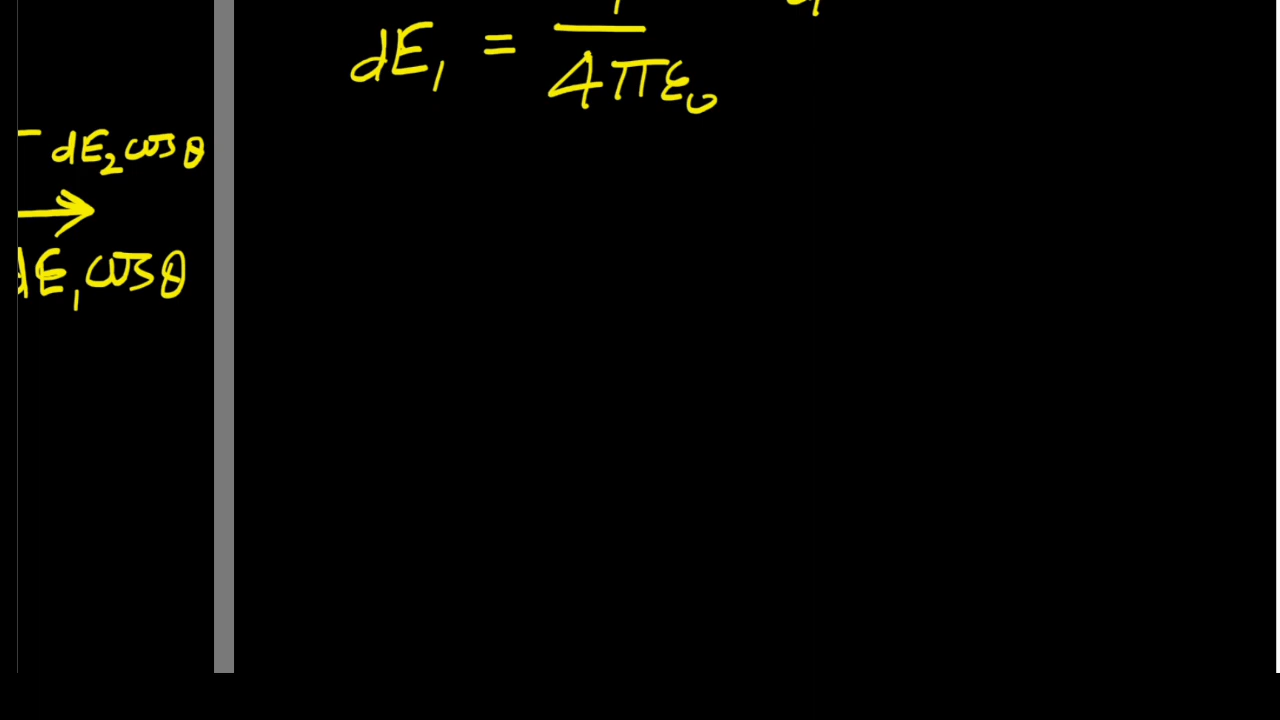 dE₁ = ─── 4πε₀
dE₂ cosθ
dE₁ cosθ